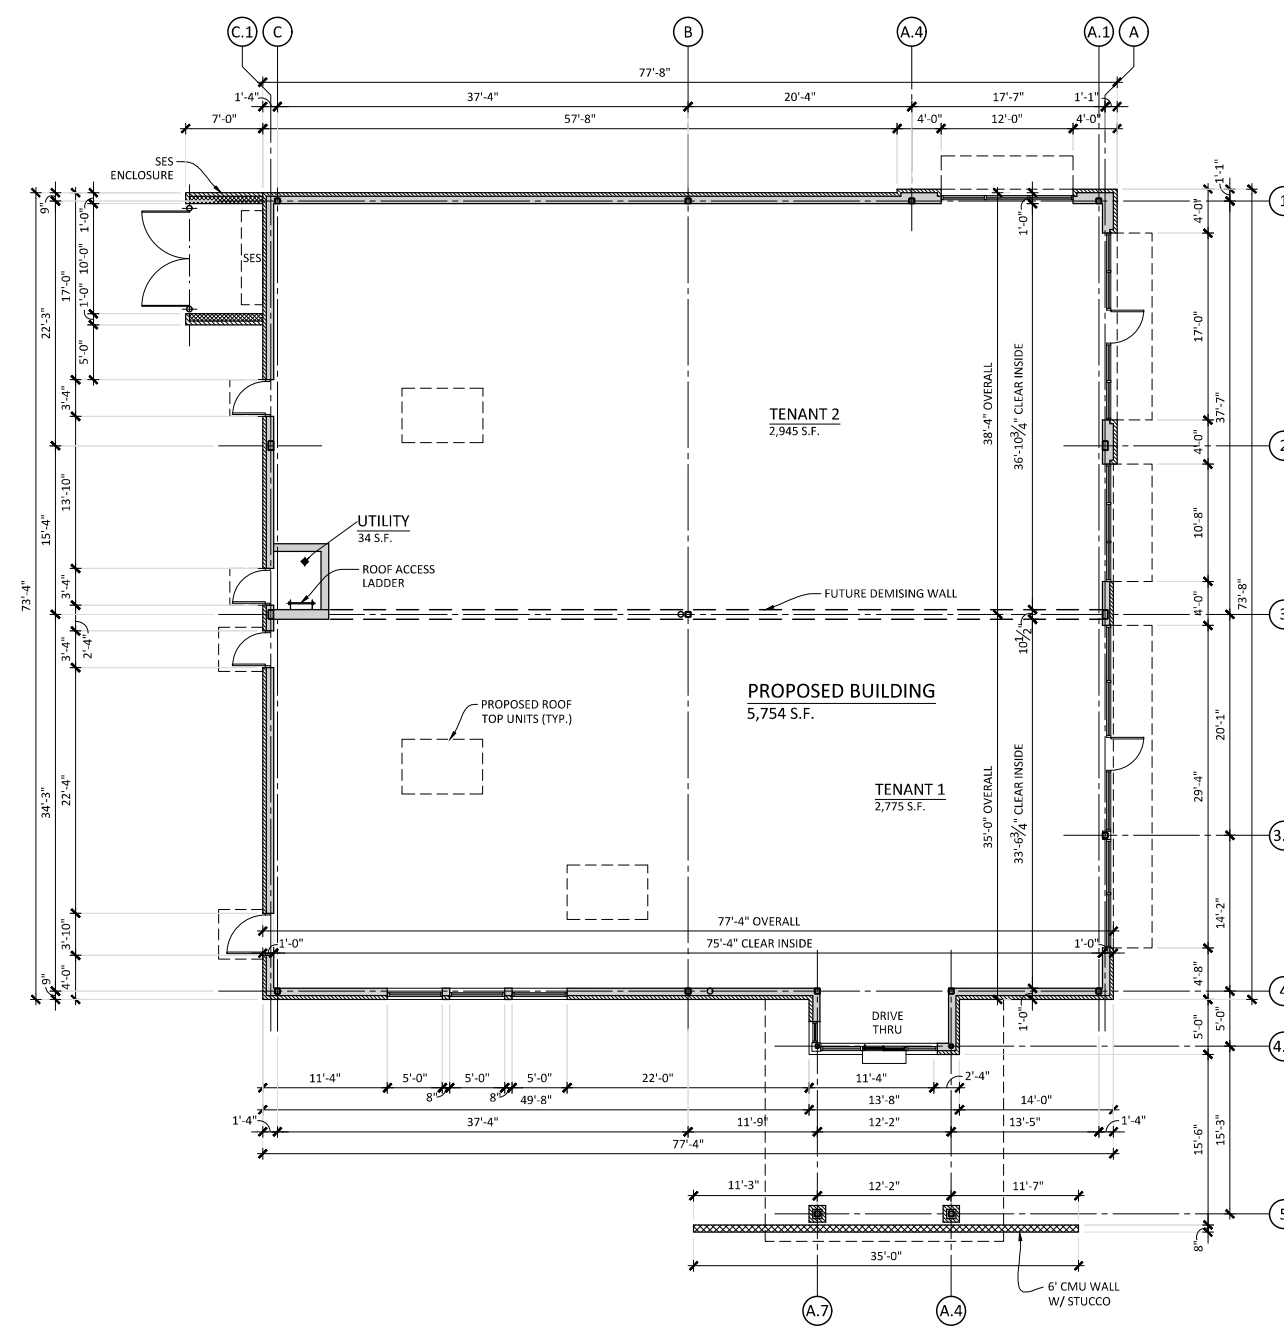 C.1
C
B
A.4
A.1
A
77'-8"
1'-4"
37'-4"
20'-4"
17'-7"
1'-1"
7'-0"
57'-8"
4'-0"
12'-0"
4'-0"
SES
ENCLOSURE
SES
9"
1'-0"
10'-0"
1'-0"
17'-0"
22'-3"
5'-0"
3'-4"
13'-10"
15'-4"
73'-4"
3'-4"
2'-4"
3'-4"
22'-4"
34'-3"
3'-10"
4'-0"
9"
1'-0"
38'-4" OVERALL
36'-10 3/4" CLEAR INSIDE
TENANT 2
2,945 S.F.
UTILITY
34 S.F.
ROOF ACCESS
LADDER
FUTURE DEMISING WALL
10 1/2"
PROPOSED BUILDING
5,754 S.F.
PROPOSED ROOF
TOP UNITS (TYP.)
TENANT 1
2,775 S.F.
35'-0" OVERALL
33'-6 3/4" CLEAR INSIDE
77'-4" OVERALL
1'-0"
75'-4" CLEAR INSIDE
1'-0"
1'-0"
DRIVE
THRU
1'-1"
4'-0"
17'-0"
37'-7"
4'-0"
10'-8"
4'-0"
73'-8"
20'-1"
29'-4"
14'-2"
4'-8"
5'-0"
5'-0"
15'-6"
15'-3"
8"
1
2
3
3.
4
4.
5
11'-4"
5'-0"
5'-0"
5'-0"
22'-0"
11'-4"
2'-4"
8"
8"
49'-8"
13'-8"
14'-0"
1'-4"
37'-4"
11'-9"
12'-2"
13'-5"
1'-4"
77'-4"
11'-3"
12'-2"
11'-7"
35'-0"
6' CMU WALL
W/ STUCCO
A.7
A.4